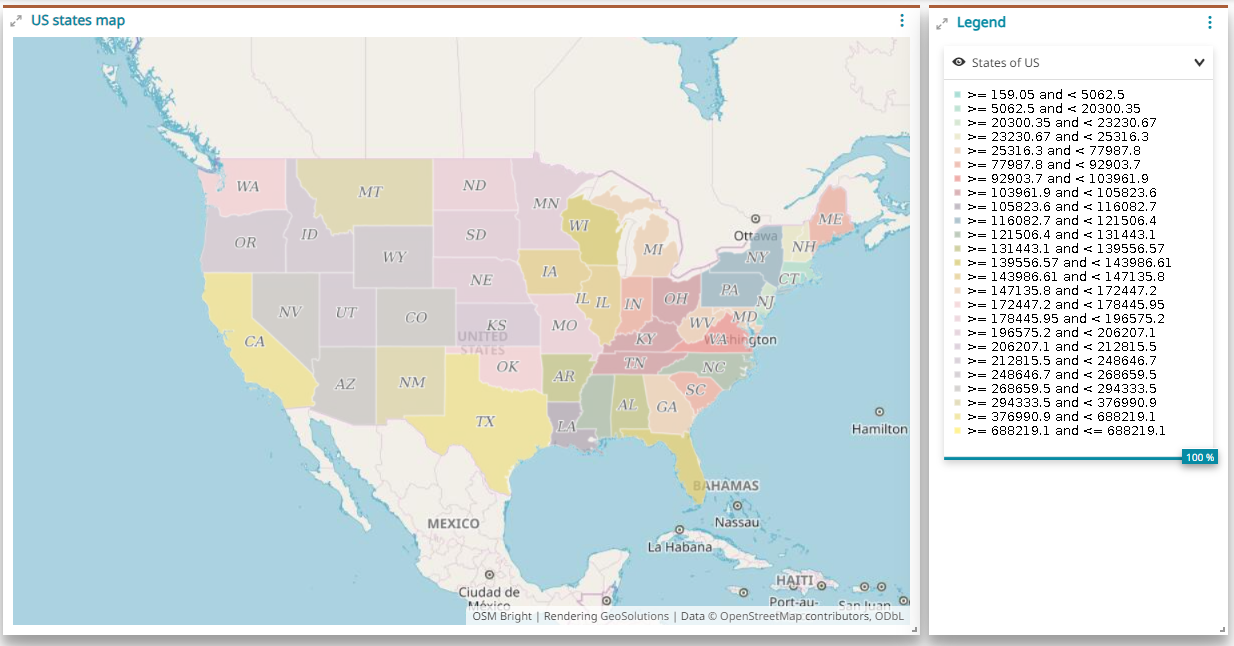 US states map
WA
MT
ND
MN
OR
ID
SD
WI
WY
MI
Ottawa
ME
NH
NY
CT
NE
IA
IL
IL
IN
OH
PA
NJ
NV
UT
CO
KS
MO
WV
MD
UNITED
STATES
KY
WA
hington
CA
OK
TN
NC
AZ
NM
AR
SC
TX
LA
AL
GA
Hamilton
BAHAMAS
Nassau
MEXICO
La Habana
HAITI
Ciudad de
México
Port-au-
San Juan
OSM Bright | Rendering GeoSolutions | Data © OpenStreetMap contributors, ODbL
Legend
States of US
>= 159.05 and < 5062.5
>= 5062.5 and < 20300.35
>= 20300.35 and < 23230.67
>= 23230.67 and < 25316.3
>= 25316.3 and < 77987.8
>= 77987.8 and < 92903.7
>= 92903.7 and < 103961.9
>= 103961.9 and < 105823.6
>= 105823.6 and < 116082.7
>= 116082.7 and < 121506.4
>= 121506.4 and < 131443.1
>= 131443.1 and < 139556.57
>= 139556.57 and < 143986.61
>= 143986.61 and < 147135.8
>= 147135.8 and < 172447.2
>= 172447.2 and < 178445.95
>= 178445.95 and < 196575.2
>= 196575.2 and < 206207.1
>= 206207.1 and < 212815.5
>= 212815.5 and < 248646.7
>= 248646.7 and < 268659.5
>= 268659.5 and < 294333.5
>= 294333.5 and < 376990.9
>= 376990.9 and < 688219.1
>= 688219.1 and <= 688219.1
100 %